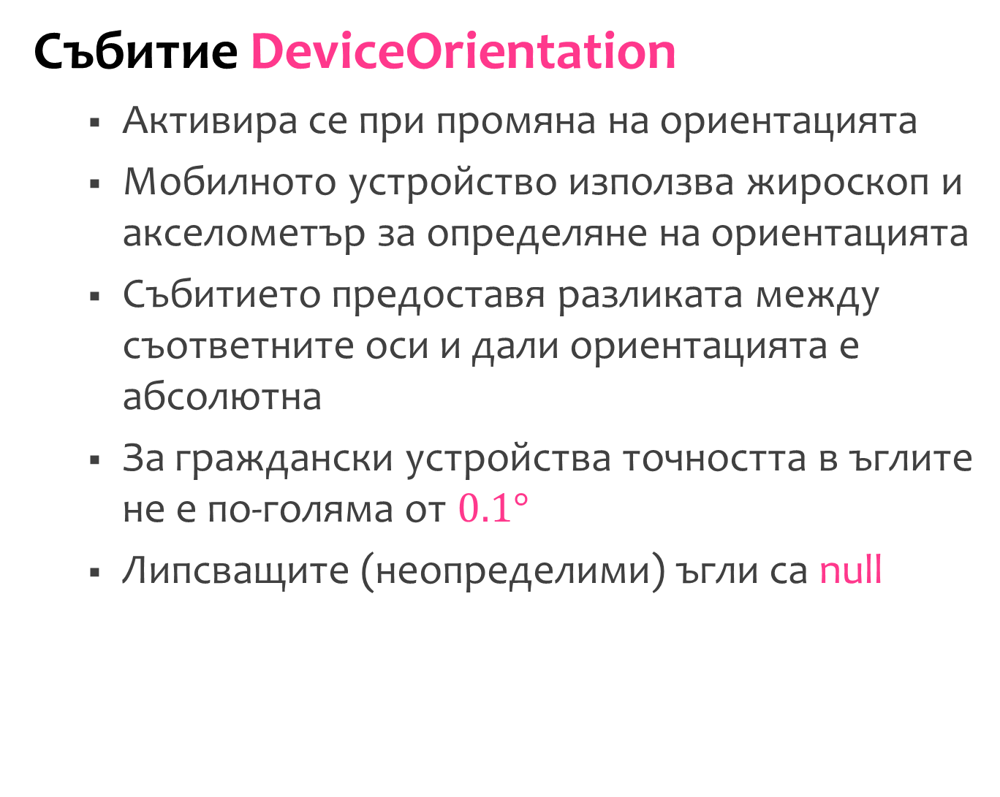 Събитие DeviceOrientation
▪ Активира се при промяна на ориентацията
▪ Мобилното устройство използва жироскоп и
акселометър за определяне на ориентацията
▪ Събитието предоставя разликата между
съответните оси и дали ориентацията е
абсолютна
▪ За граждански устройства точността в ъглите
не е по-голяма от 0.1°
▪ Липсващите (неопределими) ъгли са null